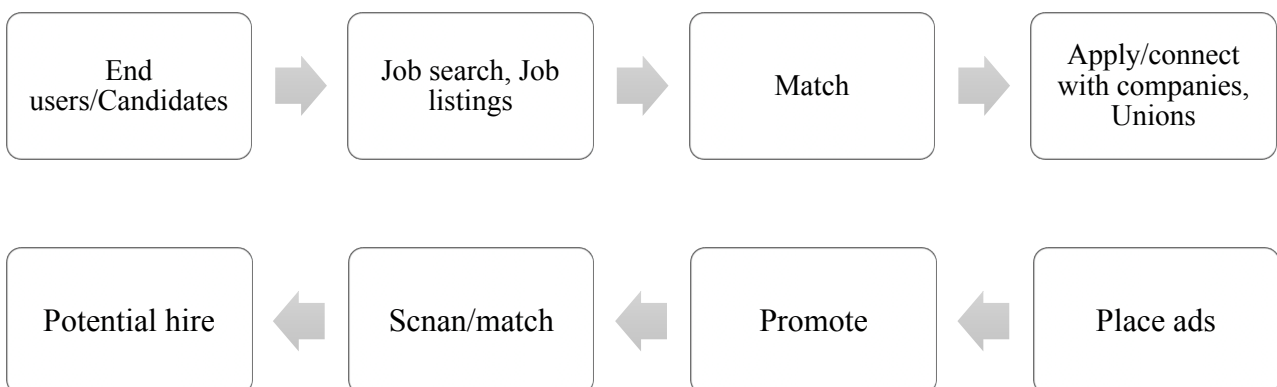 End
users/Candidates
Job search, Job
listings
Match
Apply/connect
with companies,
Unions
Potential hire
Scnan/match
Promote
Place ads